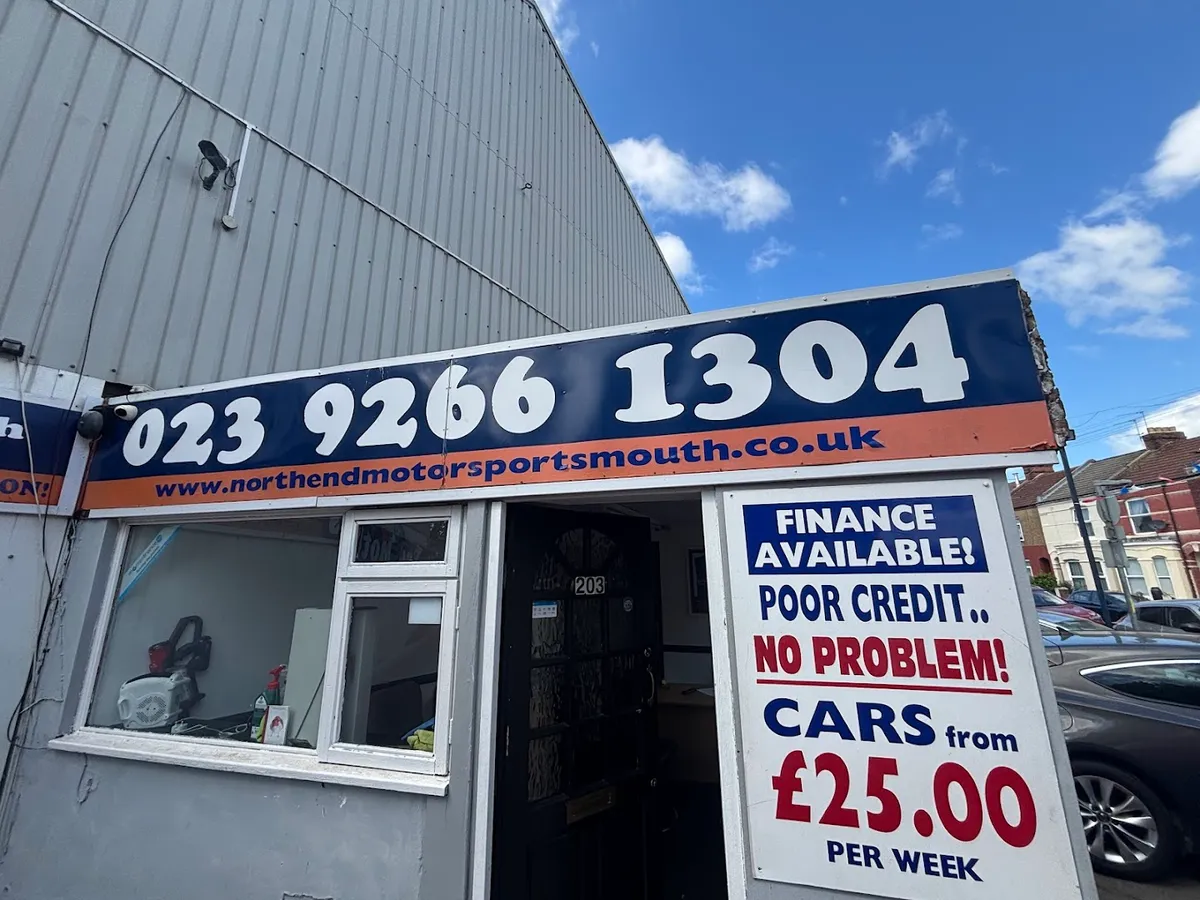 h
ON!
023 9266 1304
www.northendmotorsportsmouth.co.uk
203
FINANCE
AVAILABLE!
POOR CREDIT..
NO PROBLEM!
CARS from
£25.00
PER WEEK